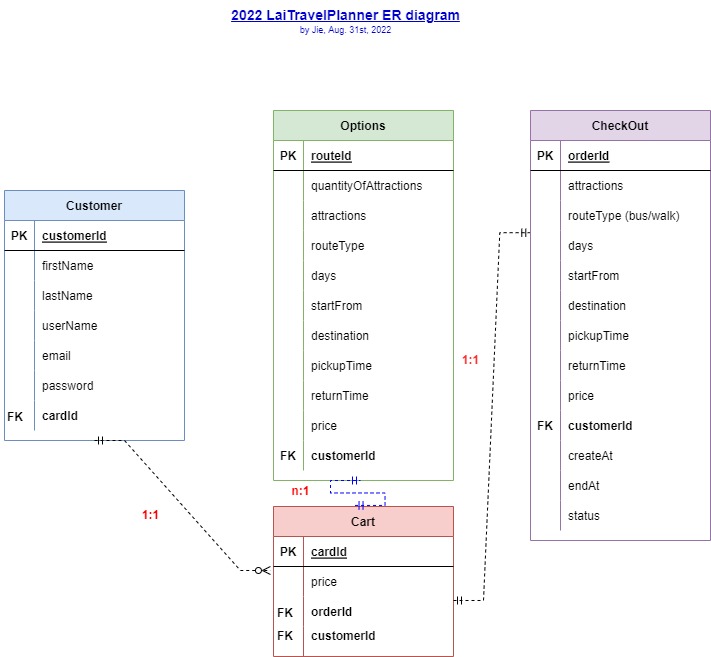 2022 LaiTravelPlanner ER diagram
by Jie, Aug. 31st, 2022
Customer
PK customerId
firstName
lastName
userName
email
password
FK cardId
Options
PK routeId
quantityOfAttractions
attractions
routeType
days
startFrom
destination
pickupTime
returnTime
price
FK customerId
CheckOut
PK orderId
attractions
routeType (bus/walk)
days
startFrom
destination
pickupTime
returnTime
price
FK customerId
createAt
endAt
status
1:1
n:1
1:1
Cart
PK cardId
price
FK orderId
FK customerId